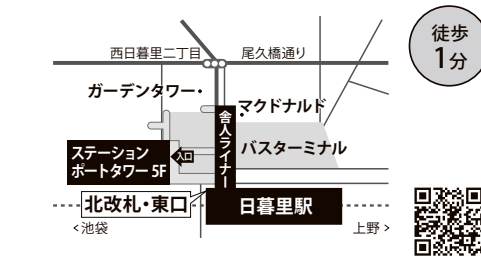 徒歩
1分
西日暮里二丁目
尾久橋通り
ガーデンタワー・
マクドナルド
舎人ライナー
バスターミナル
ステーション
ポートタワー 5F
入口
北改札・東口
日暮里駅
<池袋
上野>